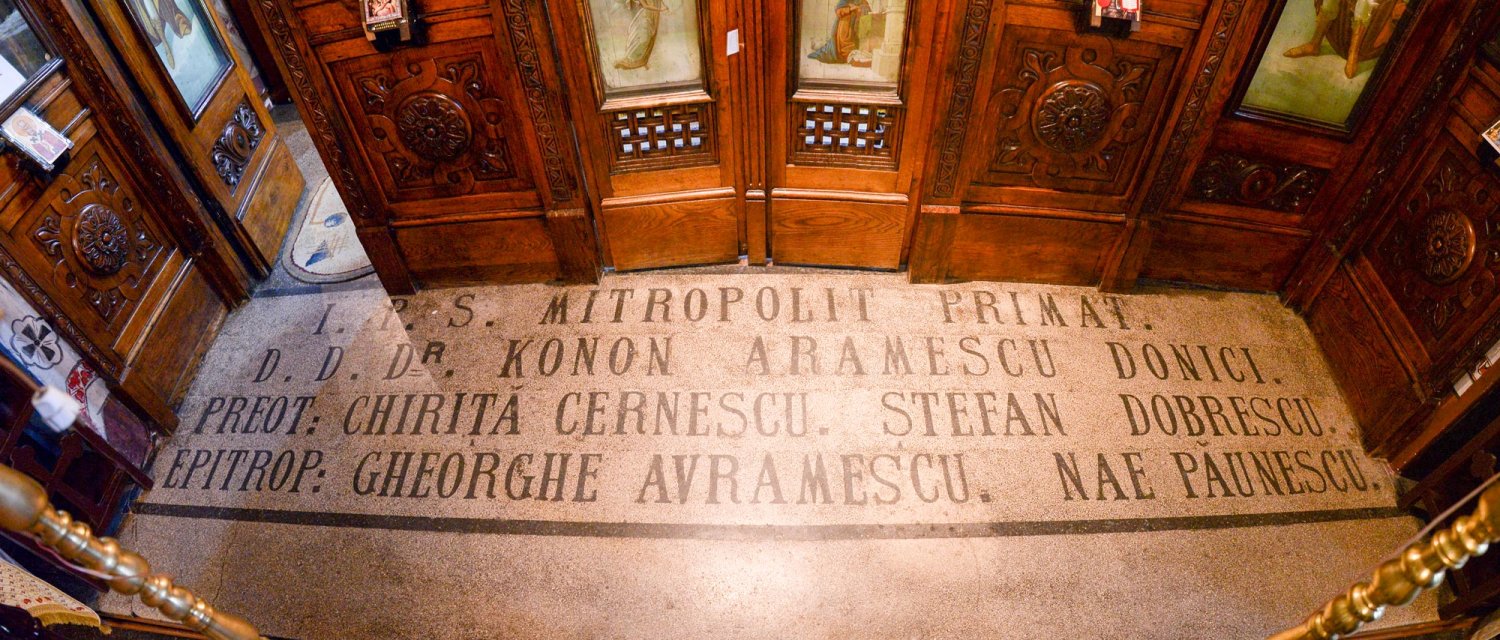 I. P. S. MITROPOLIT PRIMAT.
D. D. DR. KONON ARAMESCU DONICI.
PREOT: CHIRIȚĂ CERNESCU. ȘTEFAN DOBRESCU.
EPITROP: GHEORGHE AVRAMESCU. NAE PĂUNESCU.